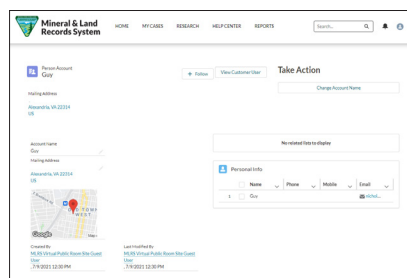 Mineral & Land
Records System
HOME MY CASES RESEARCH HELP CENTER REPORTS
Search...
Person Account
Guy
+ Follow
View Customer User
Take Action
Change Account Name
Mailing Address
Alexandria, VA 22314
US
Account Name
Guy
Mailing Address
Alexandria, VA 22314
US
Google
Created By
MLRS Virtual Public Room Site Guest
User
, 7/9/2021 12:30 PM
Last Modified By
MLRS Virtual Public Room Site Guest
User
, 7/9/2021 12:30 PM
No related lists to display
Personal Info
Name Phone Mobile Email
1 Guy